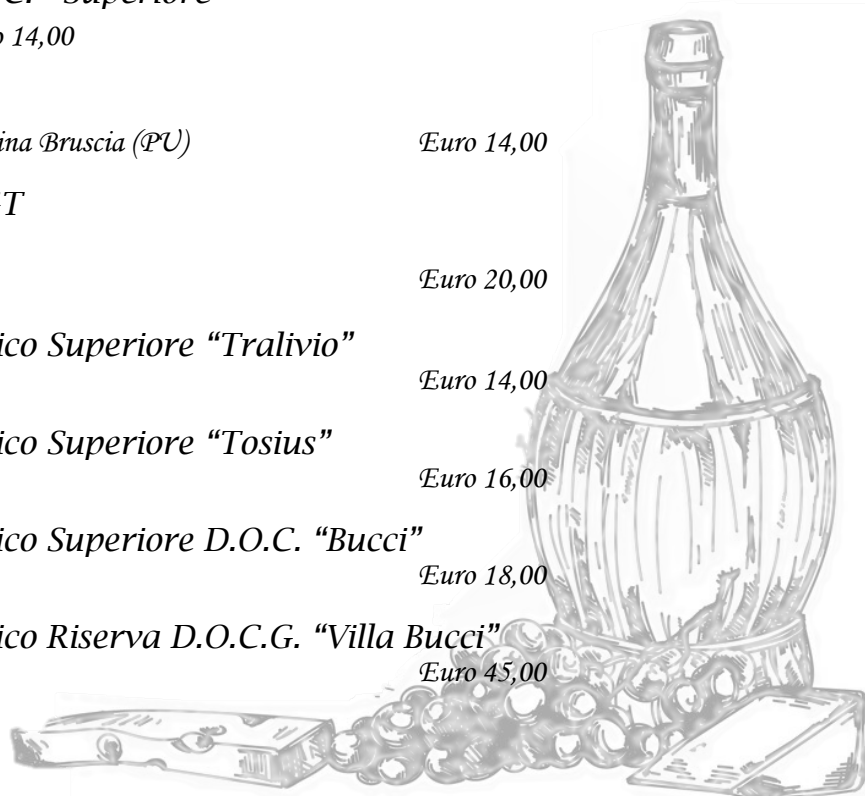 .C. “Superiore”
o 14,00
ina Bruscia (PU) Euro 14,00
GT
Euro 20,00
ico Superiore “Tralivio”
Euro 14,00
ico Superiore “Tosius”
Euro 16,00
ico Superiore D.O.C. “Bucci”
Euro 18,00
ico Riserva D.O.C.G. “Villa Bucci”
Euro 45,00